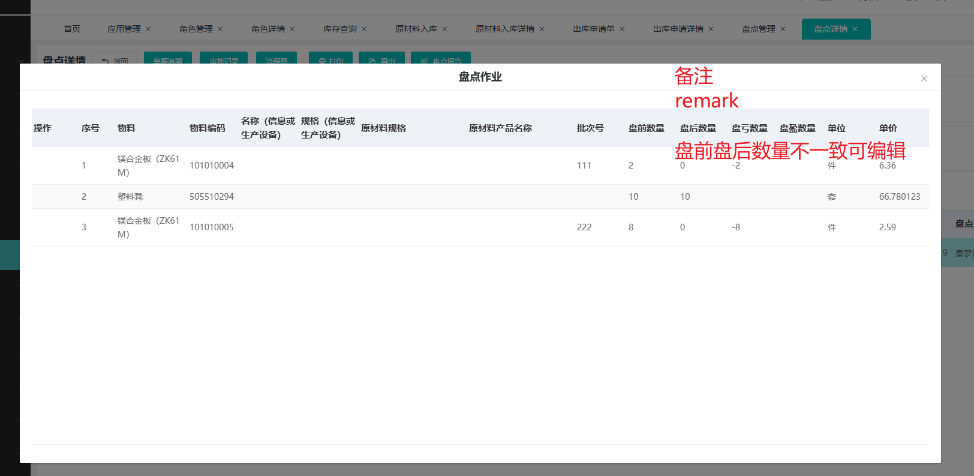 首页 应用管理 × 角色管理 × 角色详情 × 库存查询 × 原材料入库 × 原材料入库详情 × 出库申请单 × 出库申请详情 × 盘点管理 × 盘点详情 ×
盘点详情 返回 打印 导出 盘点报告
盘点作业 ×
备注
remark
操作 序号 物料 物料编码 名称（信息或生产设备） 规格（信息或生产设备） 原材料规格 原材料产品名称 批次号 盘前数量 盘后数量 盘亏数量 盘盈数量 单位 单价
盘前盘后数量不一致可编辑
1 镁合金板（ZK61M） 101010004 111 2 0 -2 件 6.36
2 塑料凳 505510294 10 10 套 66.780123
3 镁合金板（ZK61M） 101010005 222 8 0 -8 件 2.59
盘点
9